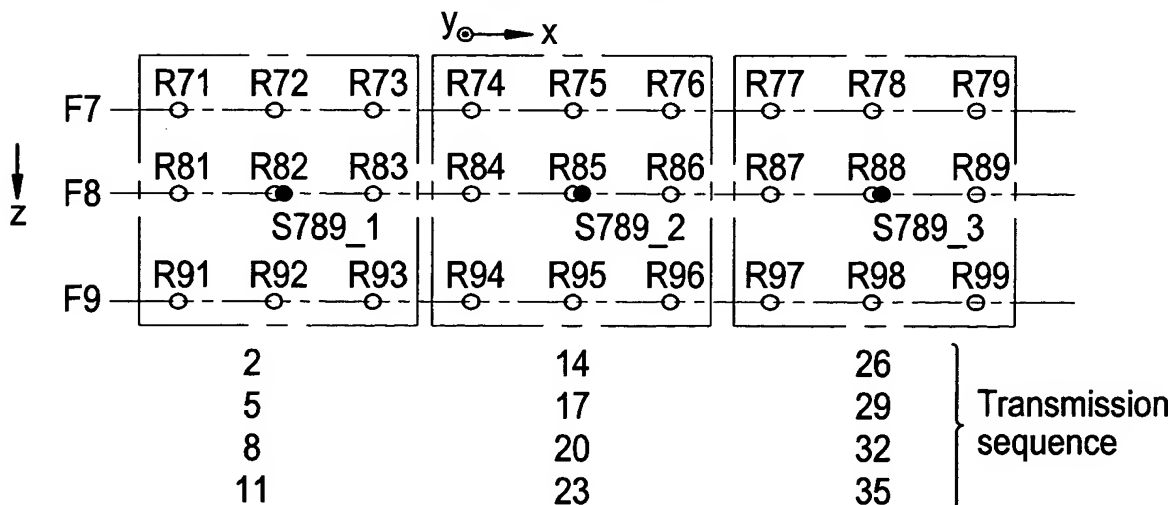 y x
R71 R72 R73 R74 R75 R76 R77 R78 R79
F7
R81 R82 R83 R84 R85 R86 R87 R88 R89
z F8
S789_1 S789_2 S789_3
R91 R92 R93 R94 R95 R96 R97 R98 R99
F9
2 14 26
5 17 29
Transmission
8 20 32
sequence
11 23 35